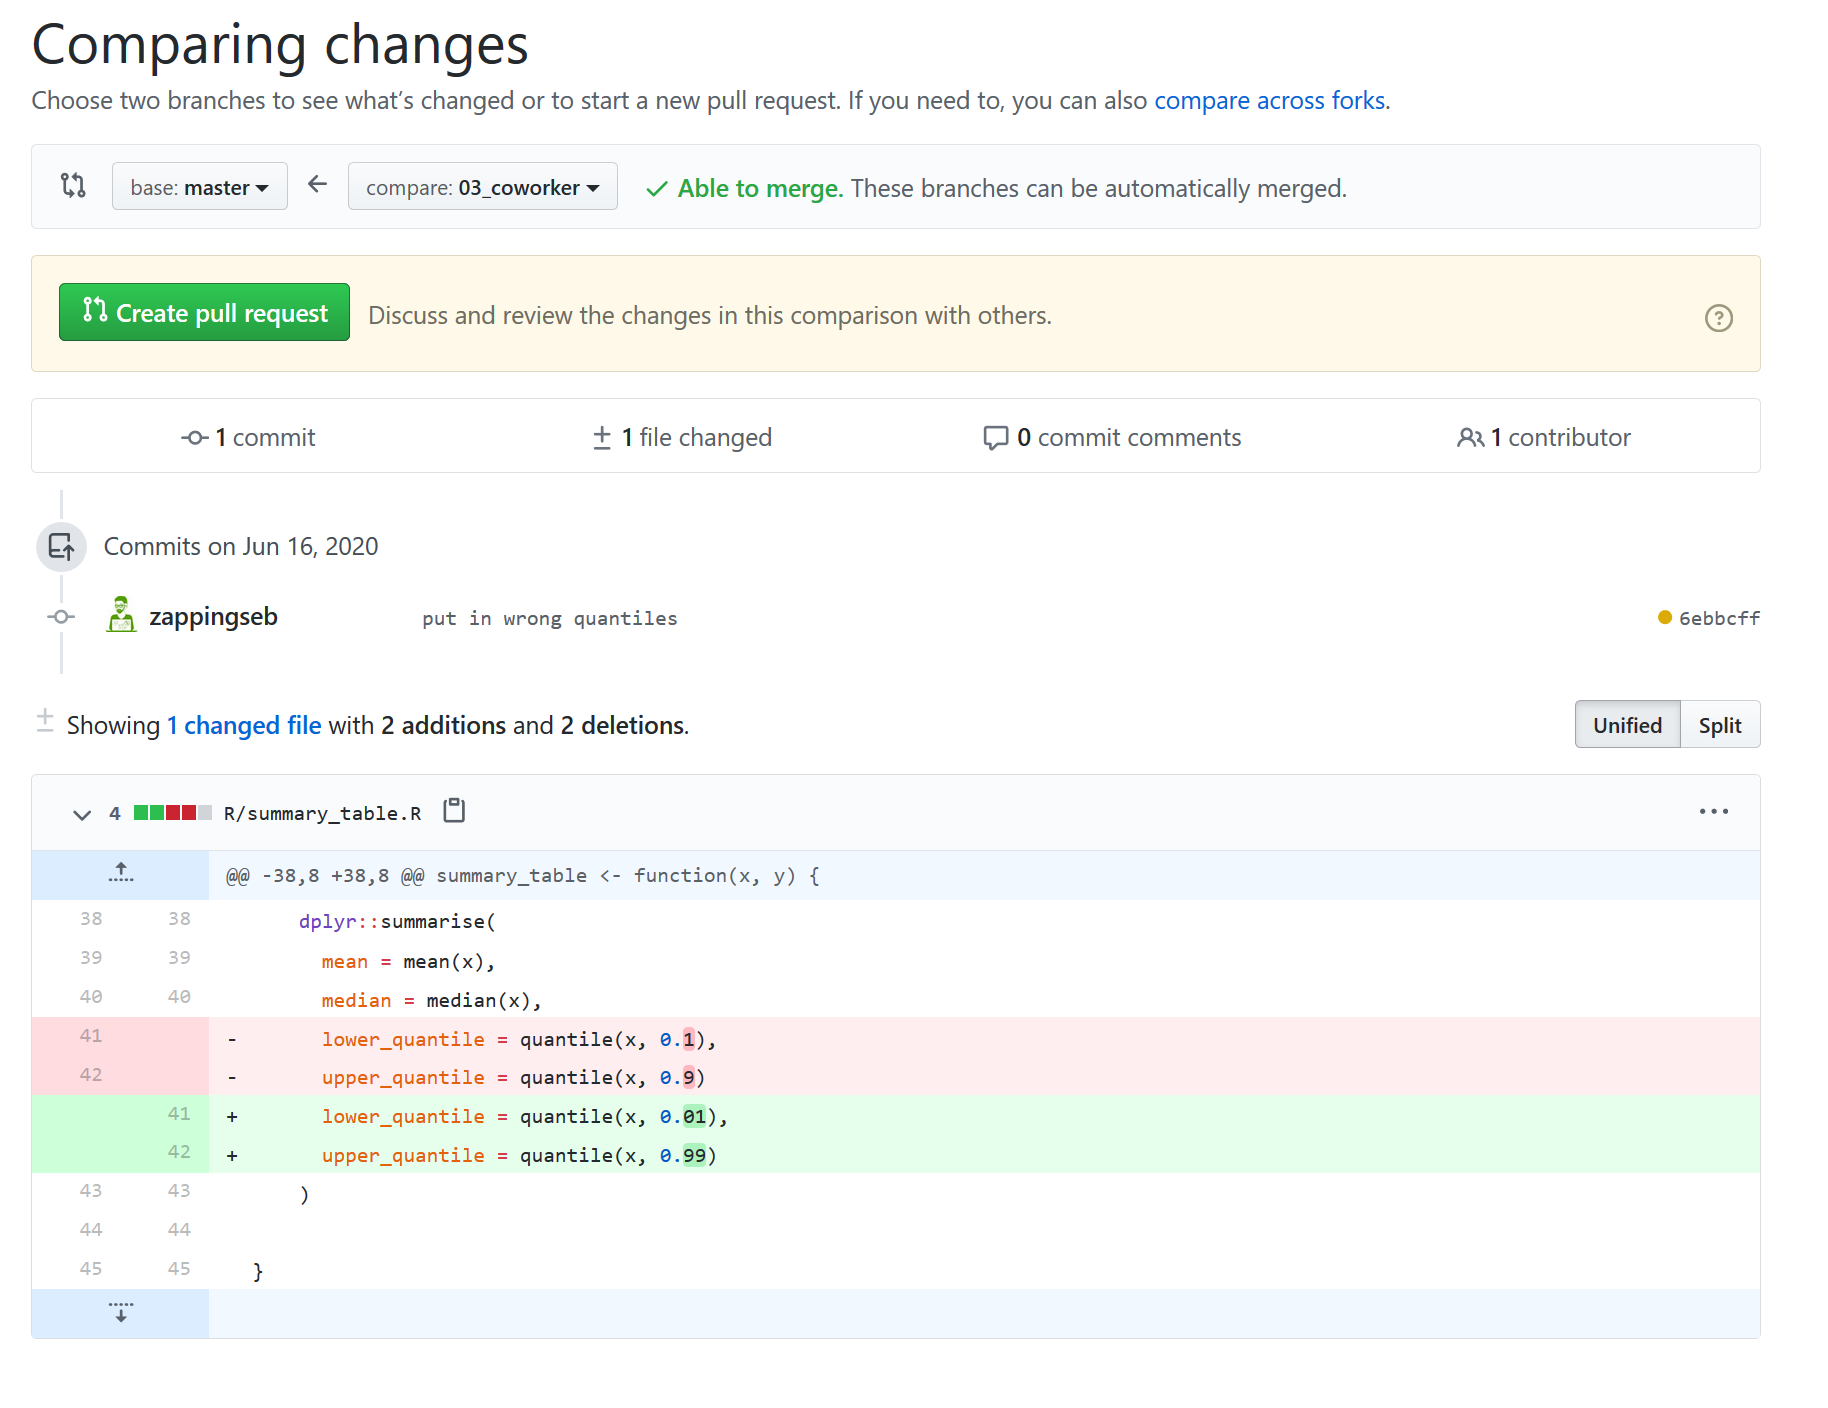 Comparing changes
Choose two branches to see what's changed or to start a new pull request. If you need to, you can also compare across forks.
base: master compare: 03_coworker Able to merge. These branches can be automatically merged.
Create pull request Discuss and review the changes in this comparison with others.
1 commit 1 file changed 0 commit comments 1 contributor
Commits on Jun 16, 2020
zappingseb put in wrong quantiles 6ebbcff
Showing 1 changed file with 2 additions and 2 deletions. Unified Split
4 R/summary_table.R
@@ -38,8 +38,8 @@ summary_table <- function(x, y) {
38 38 dplyr::summarise(
39 39 mean = mean(x),
40 40 median = median(x),
41 - lower_quantile = quantile(x, 0.1),
42 - upper_quantile = quantile(x, 0.9)
41 + lower_quantile = quantile(x, 0.01),
42 + upper_quantile = quantile(x, 0.99)
43 43 )
44 44
45 45 }